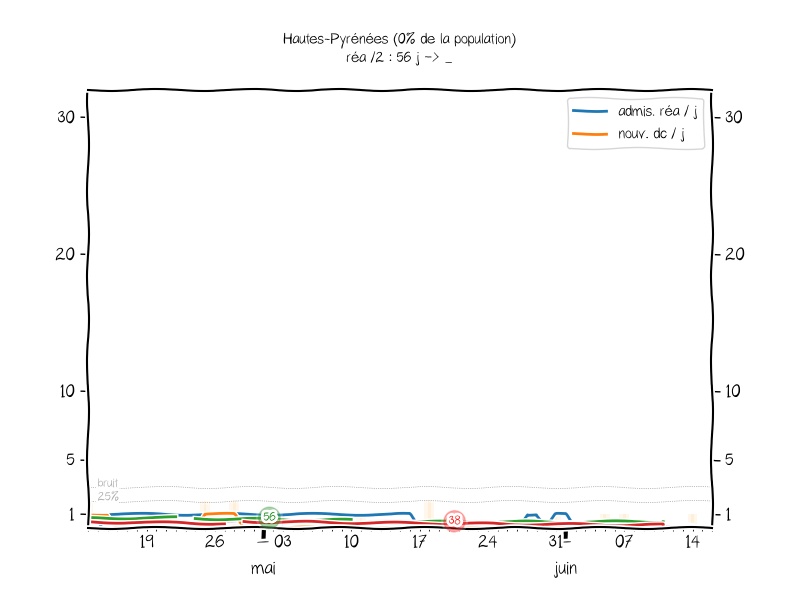 Hautes-Pyrénées (0% de la population)
réa /2 : 56 j -> _
admis. réa / j
nouv. dc / j
30
30
20
20
10
10
5
5
bruit
25%
1
1
56
38
19 26 03 10 17 24 31 07 14
mai juin